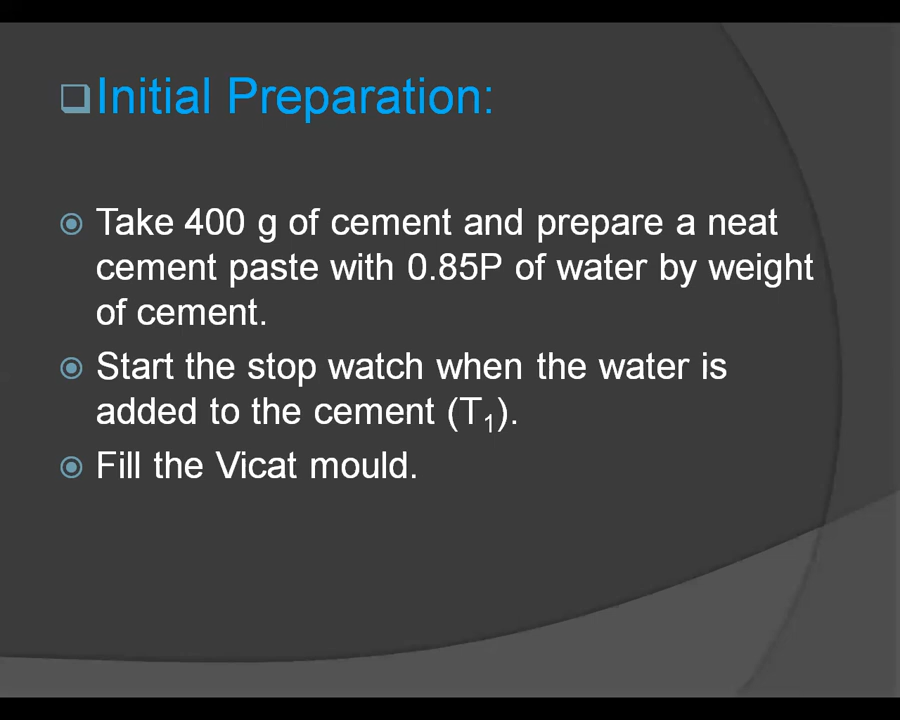 Initial Preparation:
Take 400 g of cement and prepare a neat
cement paste with 0.85P of water by weight
of cement.
Start the stop watch when the water is
added to the cement (T₁).
Fill the Vicat mould.